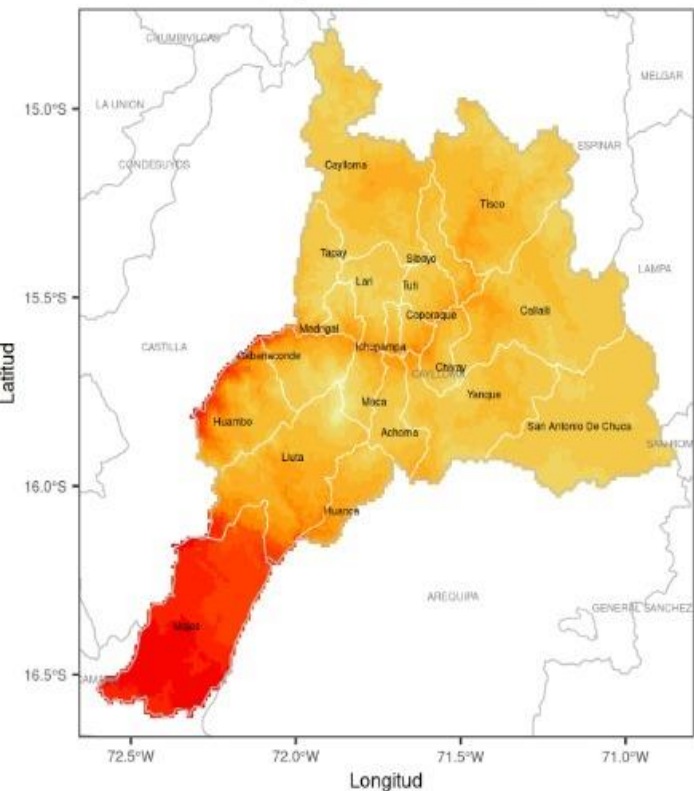 CHUMBIVILCAS
MELGAR
LA UNION
15.0°S
ESPINAR
CONDESUYOS
Caylloma
Tisco
Tapay
Sibayo
LAMPA
Lari
Tuti
15.5°S
Callalli
Coporaque
Madrigal
CASTILLA
Ichupampa
Cabanaconde
Chivay
CAYLLOMA
Yanque
Maca
Huambo
San Antonio De Chuca
Achoma
SAN ROM
Lluta
16.0°S
Huanca
AREQUIPA
GENERAL SANCHEZ
Majes
16.5°S
72.5°W
72.0°W
71.5°W
71.0°W
Longitud
Latitud